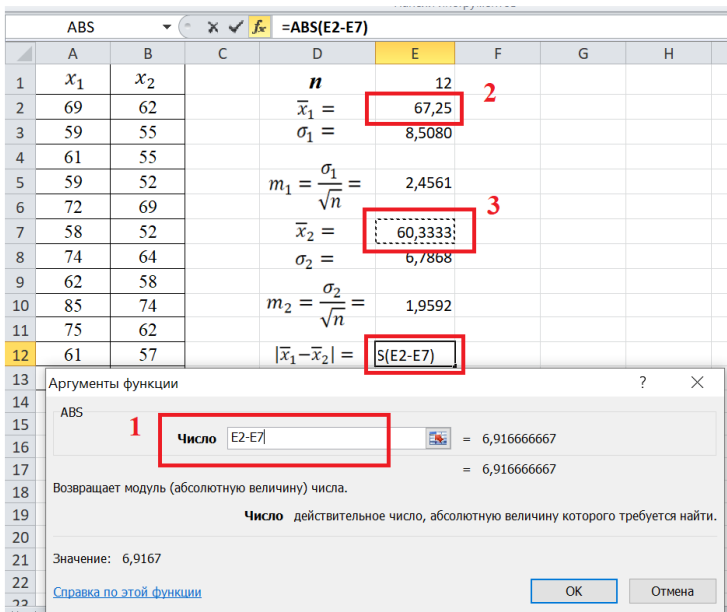 ABS =ABS(E2-E7)
A B C D E F G H
1 x₁ x₂ n 12
2 69 62 x̅₁ = 67,25 2
3 59 55 σ₁ = 8,5080
4 61 55
5 59 52 m₁ = σ₁/√n = 2,4561
6 72 69
7 58 52 x̅₂ = 60,3333 3
8 74 64 σ₂ = 6,7868
9 62 58
10 85 74 m₂ = σ₂/√n = 1,9592
11 75 62
12 61 57 |x̅₁−x̅₂| = S(E2-E7)
13 Аргументы функции ? ×
14
ABS
15
1 Число E2-E7 = 6,916666667
16
17 = 6,916666667
18 Возвращает модуль (абсолютную величину) числа.
19 Число действительное число, абсолютную величину которого требуется найти.
20
21 Значение: 6,9167
22 Справка по этой функции ОК Отмена
23